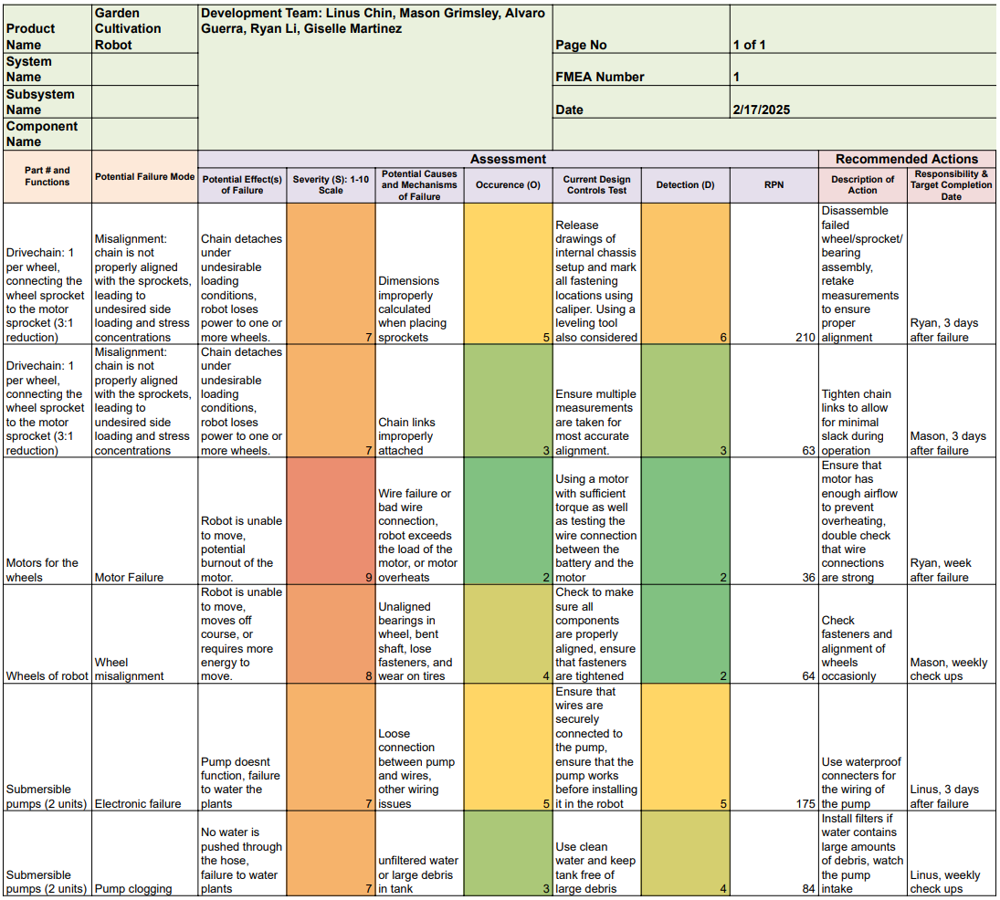 Product
Name
Garden
Cultivation
Robot
Development Team: Linus Chin, Mason Grimsley, Alvaro
Guerra, Ryan Li, Giselle Martinez
Page No
1 of 1
System
Name
FMEA Number
1
Subsystem
Name
Date
2/17/2025
Component
Name
Part # and
Functions
Potential Failure Mode
Assessment
Recommended Actions
Potential Effect(s)
of Failure
Severity (S): 1-10
Scale
Potential Causes
and Mechanisms
of Failure
Occurence (O)
Current Design
Controls Test
Detection (D)
RPN
Description of
Action
Responsibility &
Target Completion
Date
Drivechain: 1
per wheel,
connecting the
wheel sprocket
to the motor
sprocket (3:1
reduction)
Misalignment:
chain is not
properly aligned
with the sprockets,
leading to
undesired side
loading and stress
concentrations
Chain detaches
under
undesirable
loading
conditions,
robot loses
power to one or
more wheels.
7
Dimensions
improperly
calculated
when placing
sprockets
5
Release
drawings of
internal chassis
setup and mark
all fastening
locations using
caliper. Using a
leveling tool
also considered
6
210
Disassemble
failed
wheel/sprocket/
bearing
assembly,
retake
measurements
to ensure
proper
alignment
Ryan, 3 days
after failure
Drivechain: 1
per wheel,
connecting the
wheel sprocket
to the motor
sprocket (3:1
reduction)
Misalignment:
chain is not
properly aligned
with the sprockets,
leading to
undesired side
loading and stress
concentrations
Chain detaches
under
undesirable
loading
conditions,
robot loses
power to one or
more wheels.
7
Chain links
improperly
attached
3
Ensure multiple
measurements
are taken for
most accurate
alignment.
3
63
Tighten chain
links to allow
for minimal
slack during
operation
Mason, 3 days
after failure
Motors for the
wheels
Motor Failure
Robot is unable
to move,
potential
burnout of the
motor.
9
Wire failure or
bad wire
connection,
robot exceeds
the load of the
motor, or motor
overheats
2
Using a motor
with sufficient
torque as well
as testing the
wire connection
between the
battery and the
motor
2
36
Ensure that
motor has
enough airflow
to prevent
overheating,
double check
that wire
connections
are strong
Ryan, week
after failure
Wheels of robot
Wheel
misalignment
Robot is unable
to move,
moves off
course, or
requires more
energy to
move.
8
Unaligned
bearings in
wheel, bent
shaft, lose
fasteners, and
wear on tires
4
Check to make
sure all
components
are properly
aligned, ensure
that fasteners
are tightened
2
64
Check
fasteners and
alignment of
wheels
occasionly
Mason, weekly
check ups
Submersible
pumps (2 units)
Electronic failure
Pump doesnt
function, failure
to water the
plants
7
Loose
connection
between pump
and wires,
other wiring
issues
5
Ensure that
wires are
securely
connected to
the pump,
ensure that the
pump works
before installing
it in the robot
5
175
Use waterproof
connecters for
the wiring of
the pump
Linus, 3 days
after failure
Submersible
pumps (2 units)
Pump clogging
No water is
pushed through
the hose,
failure to water
plants
7
unfiltered water
or large debris
in tank
3
Use clean
water and keep
tank free of
large debris
4
84
Install filters if
water contains
large amounts
of debris, watch
the pump
intake
Linus, weekly
check ups